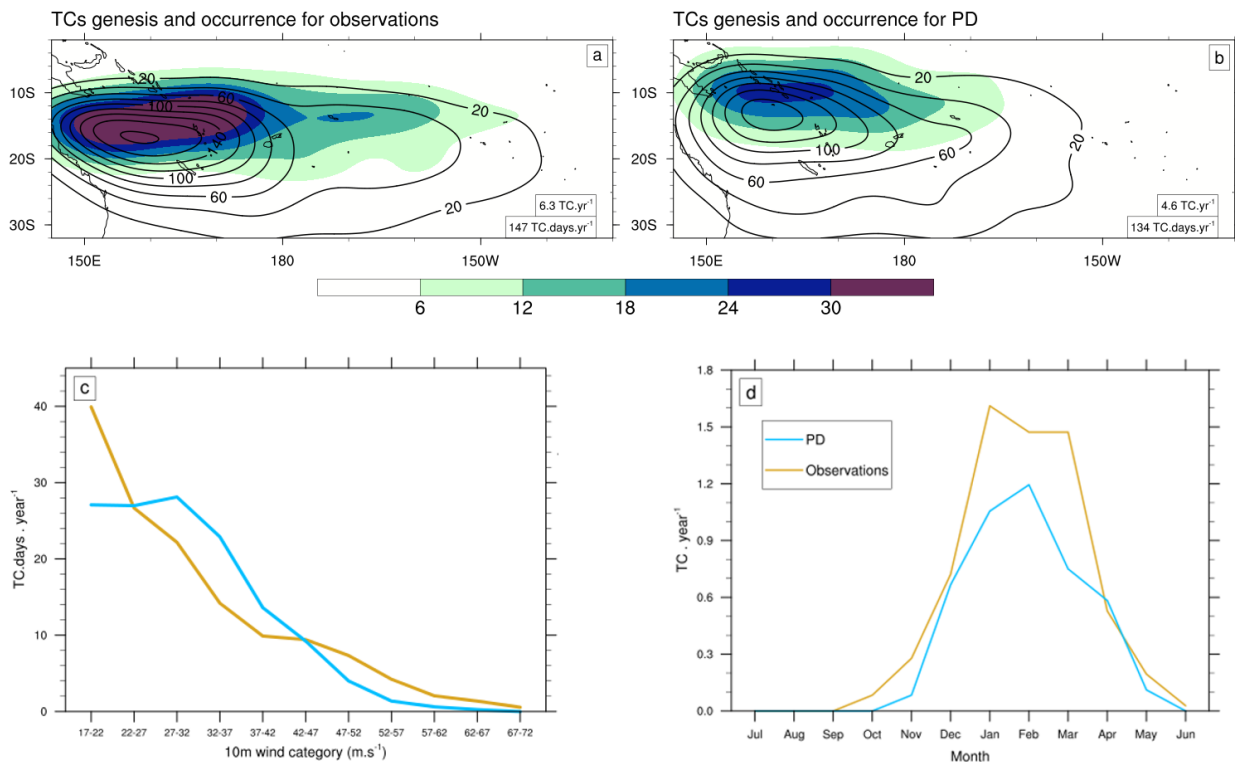 TCs genesis and occurrence for observations
TCs genesis and occurrence for PD
a
b
20
60
100
140
0
20
100
60
20
20
20
0
100
60
60
20
10S
20S
30S
6.3 TC.yr⁻¹
147 TC.days.yr⁻¹
10S
20S
30S
4.6 TC.yr⁻¹
134 TC.days.yr⁻¹
150E 180 150W
150E 180 150W
6 12 18 24 30
c
TC.days . year⁻¹
40
30
20
10
0
17-22 22-27 27-32 32-37 37-42 42-47 47-52 52-57 57-62 62-67 67-72
10m wind category (m.s⁻¹)
d
PD
Observations
TC . year⁻¹
1.8
1.5
1.2
0.9
0.6
0.3
0.0
Jul Aug Sep Oct Nov Dec Jan Feb Mar Apr May Jun
Month